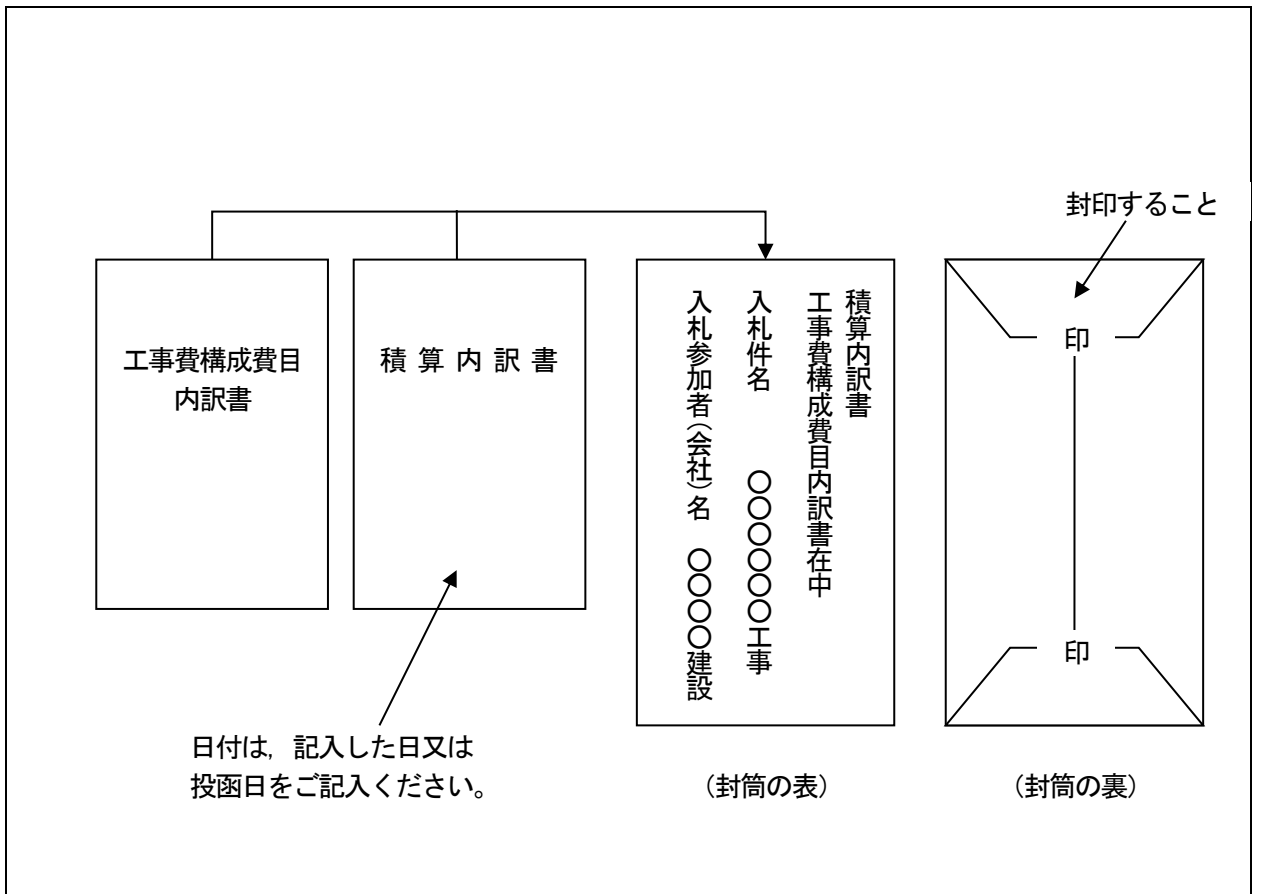 封印すること
工事費構成費目
内訳書
積算内訳書
積算内訳書
工事費構成費目内訳書在中
入札件名　〇〇〇〇〇〇工事
入札参加者（会社）名　〇〇〇〇建設
印
印
日付は，記入した日又は
投函日をご記入ください。
（封筒の表）
（封筒の裏）